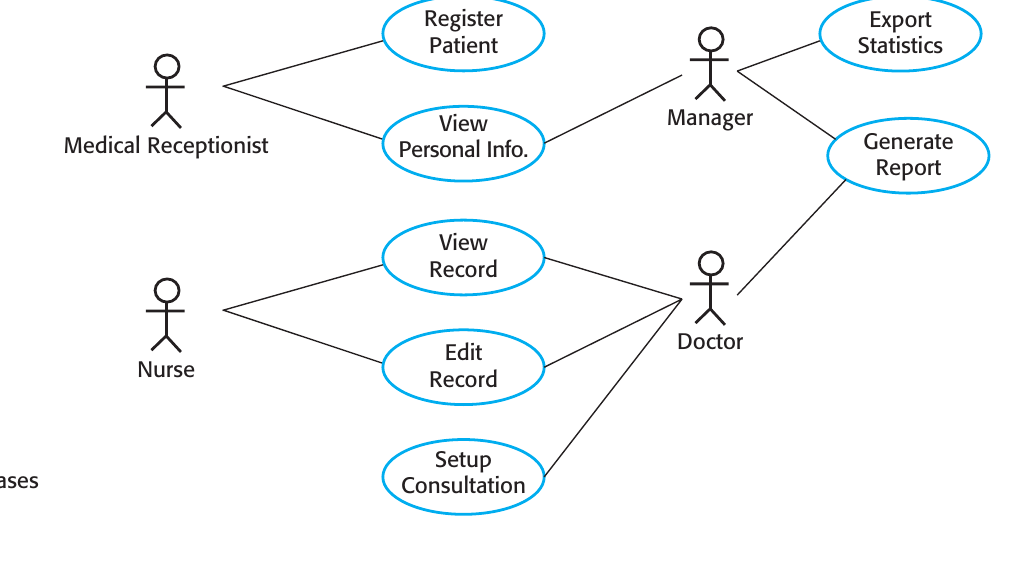 Register
Patient
Export
Statistics
Medical Receptionist
View
Personal Info.
Manager
Generate
Report
View
Record
Nurse
Edit
Record
Doctor
Setup
Consultation
ases